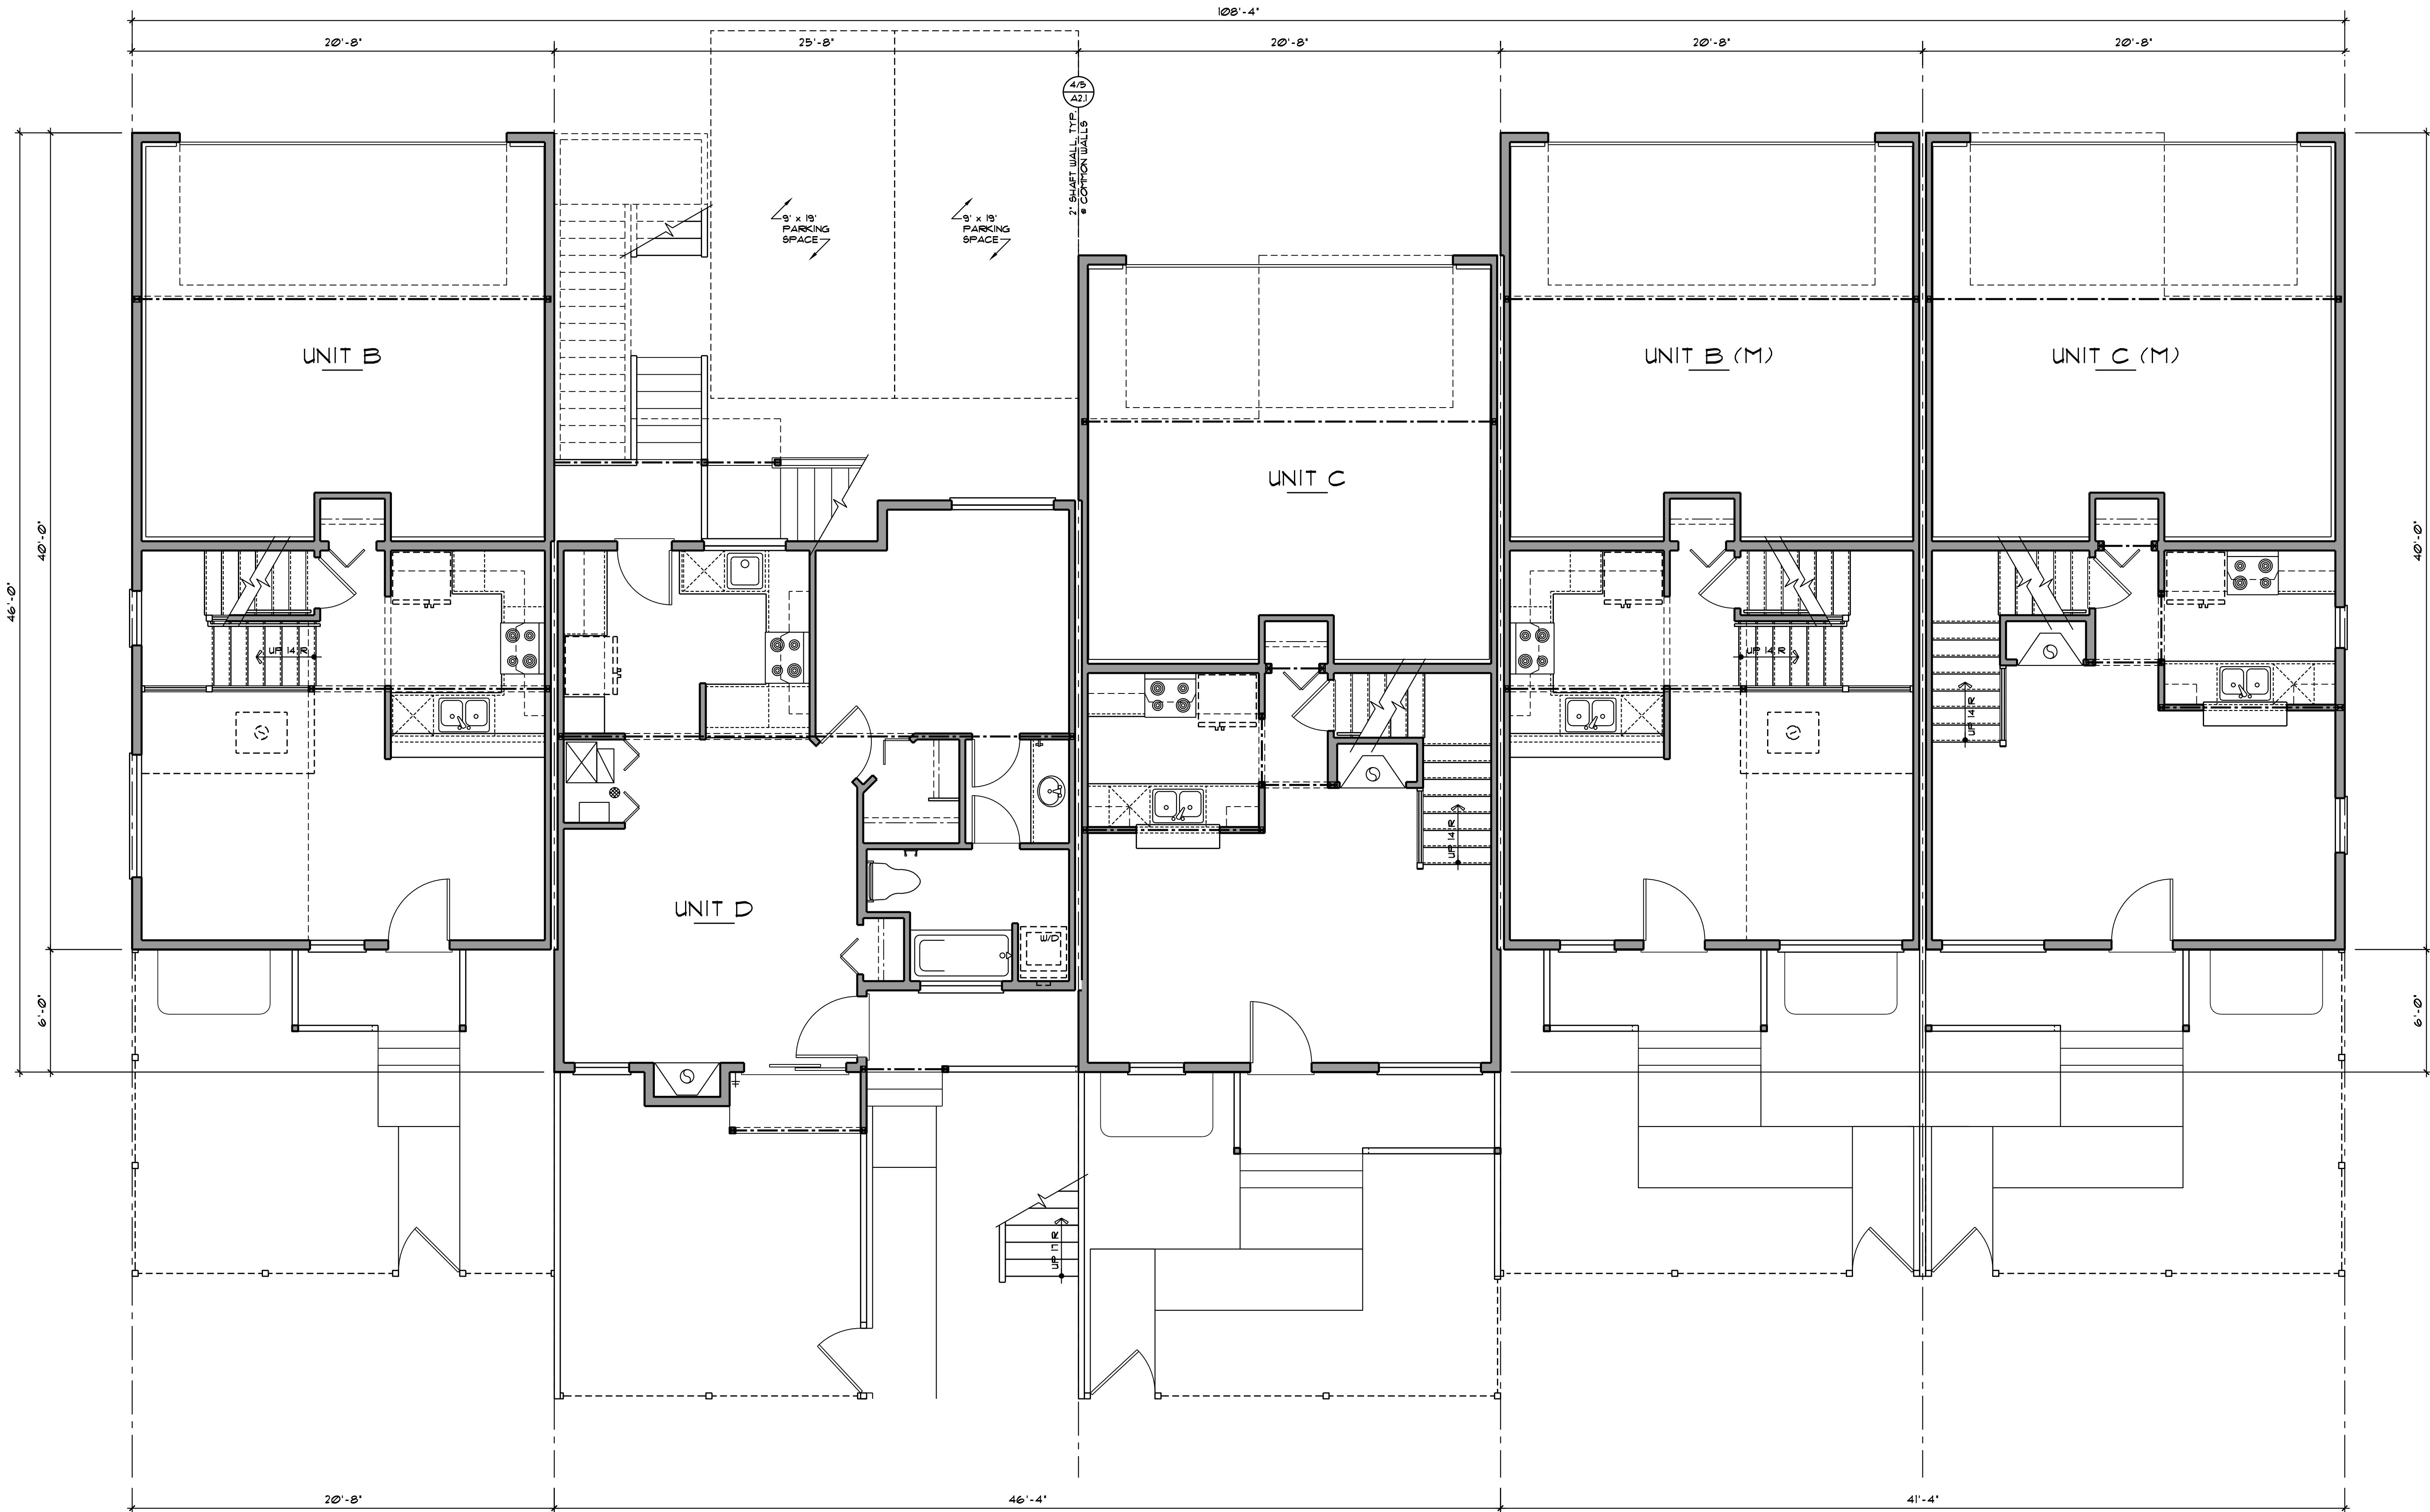 108'-4"
20'-8"
25'-8"
20'-8"
20'-8"
20'-8"
4/5
A2.1
2" SHAFT WALL, TYP.
@ COMMON WALLS
9' x 19'
PARKING
SPACE
9' x 19'
PARKING
SPACE
UNIT B
UNIT B (M)
UNIT C (M)
UNIT C
46'-0"
40'-0"
40'-0"
UP 14 R
UP 14 R
UP 14 R
UP 14 R
UNIT D
W/D
6'-0"
6'-0"
UP 17 R
20'-8"
46'-4"
41'-4"